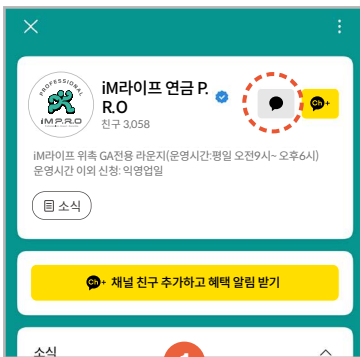 PROFESSIONAL
iM P.R.O
iM라이프 연금 P.
R.O
친구 3,058
Ch+
iM라이프 위촉 GA전용 라운지(운영시간:평일 오전9시~ 오후6시)
운영시간 이외 신청: 익영업일
소식
Ch+ 채널 친구 추가하고 혜택 알림 받기
소식